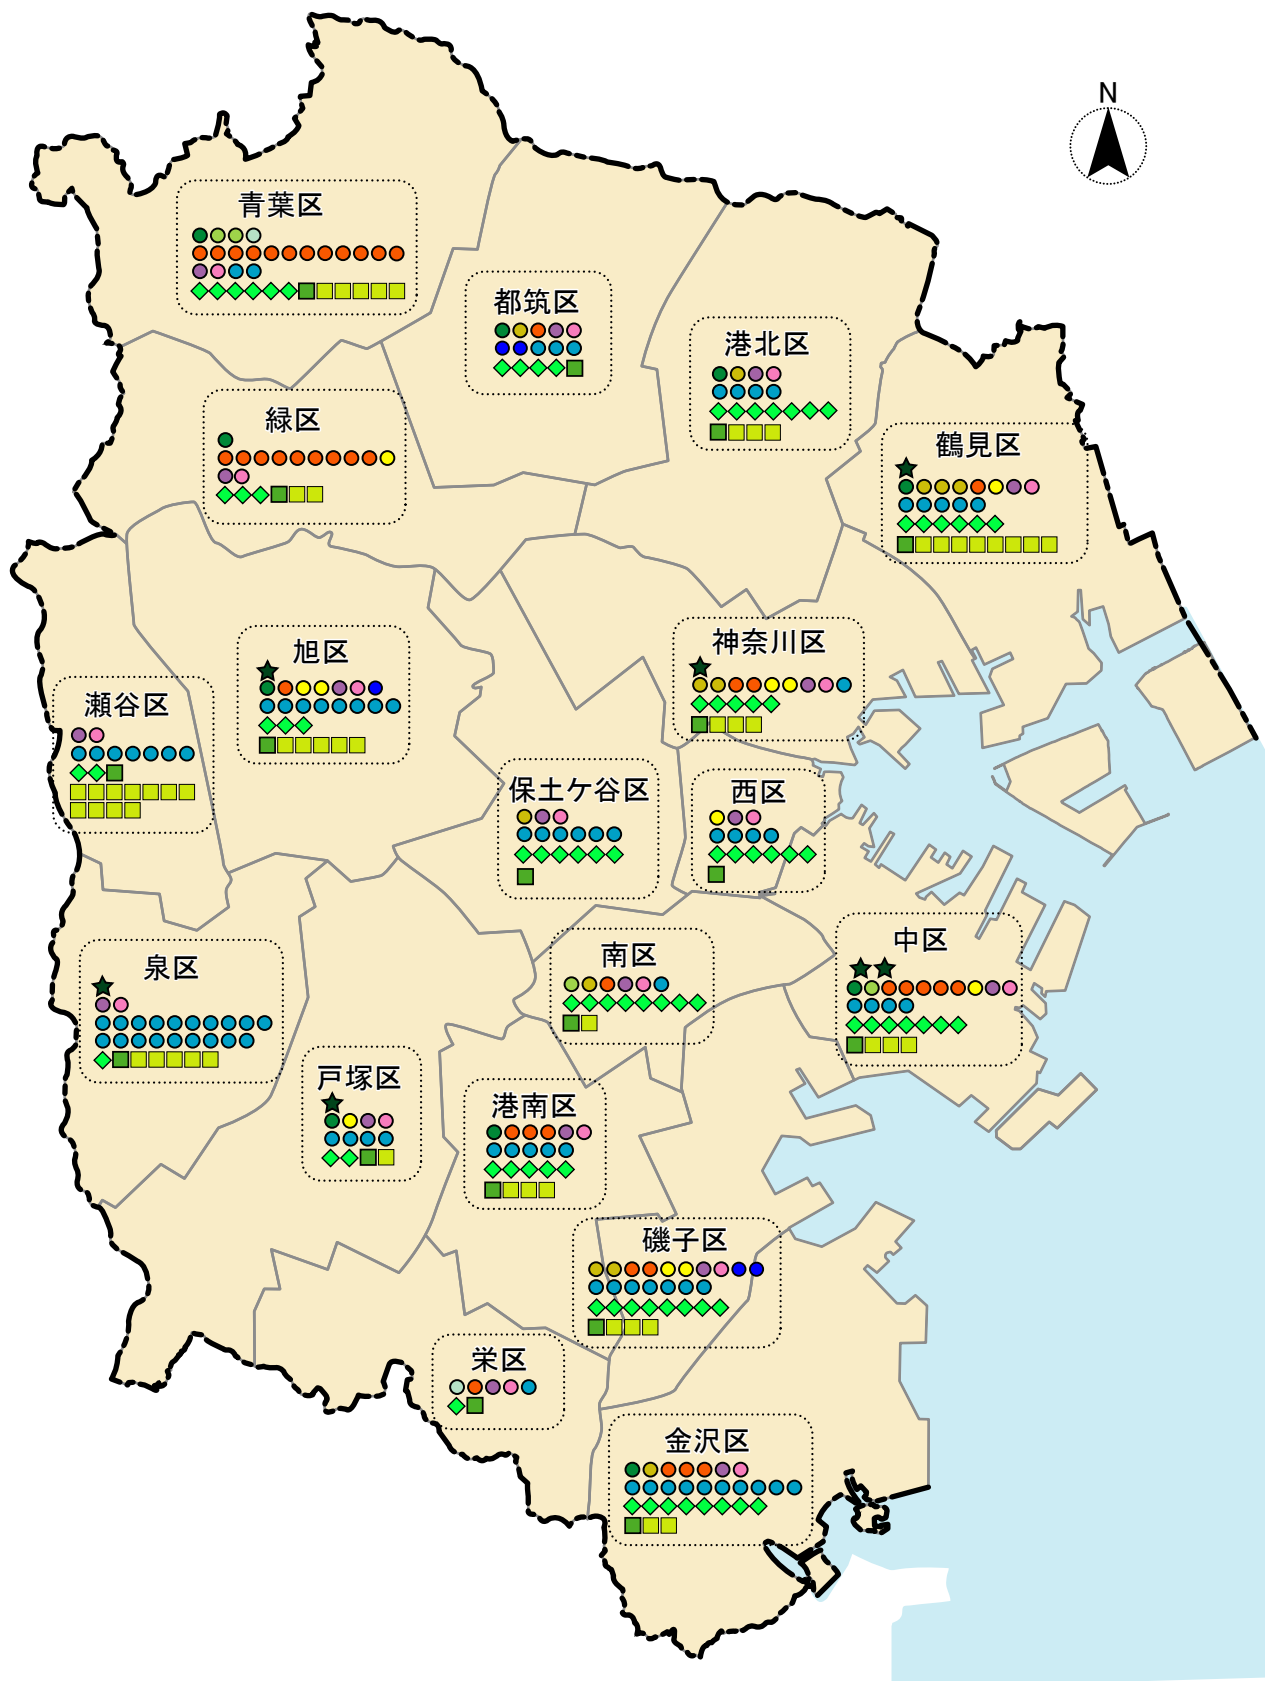 N
青葉区
都筑区
港北区
緑区
鶴見区
神奈川区
旭区
瀬谷区
保土ケ谷区
西区
中区
南区
泉区
戸塚区
港南区
磯子区
栄区
金沢区